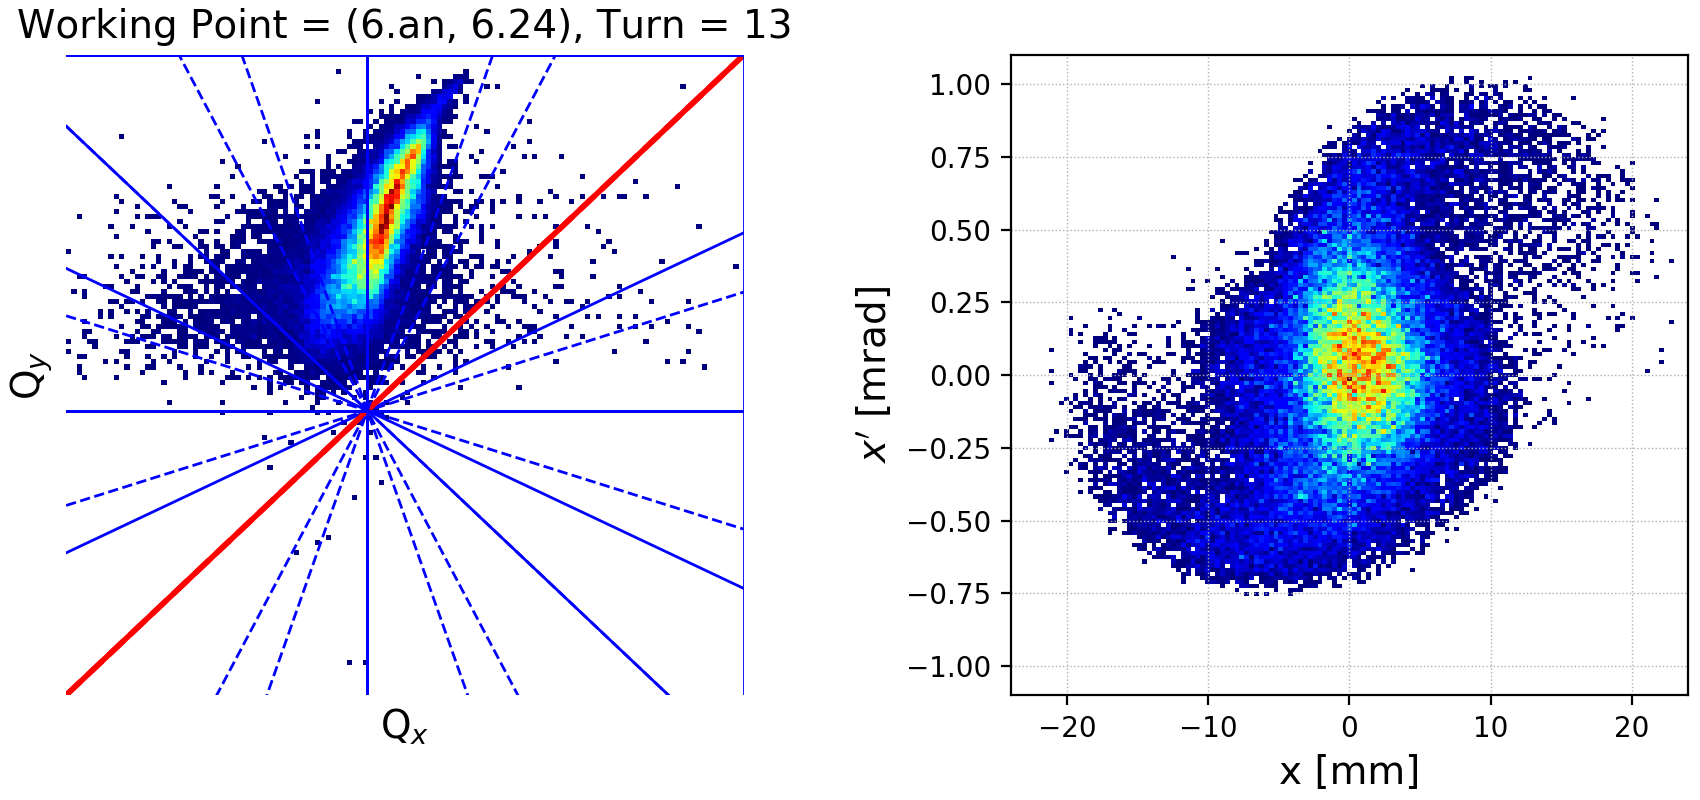 Working Point = (6.an, 6.24), Turn = 13
Qy
Qx
1.00
0.75
0.50
0.25
0.00
−0.25
−0.50
−0.75
−1.00
x′ [mrad]
−20 −10 0 10 20
x [mm]